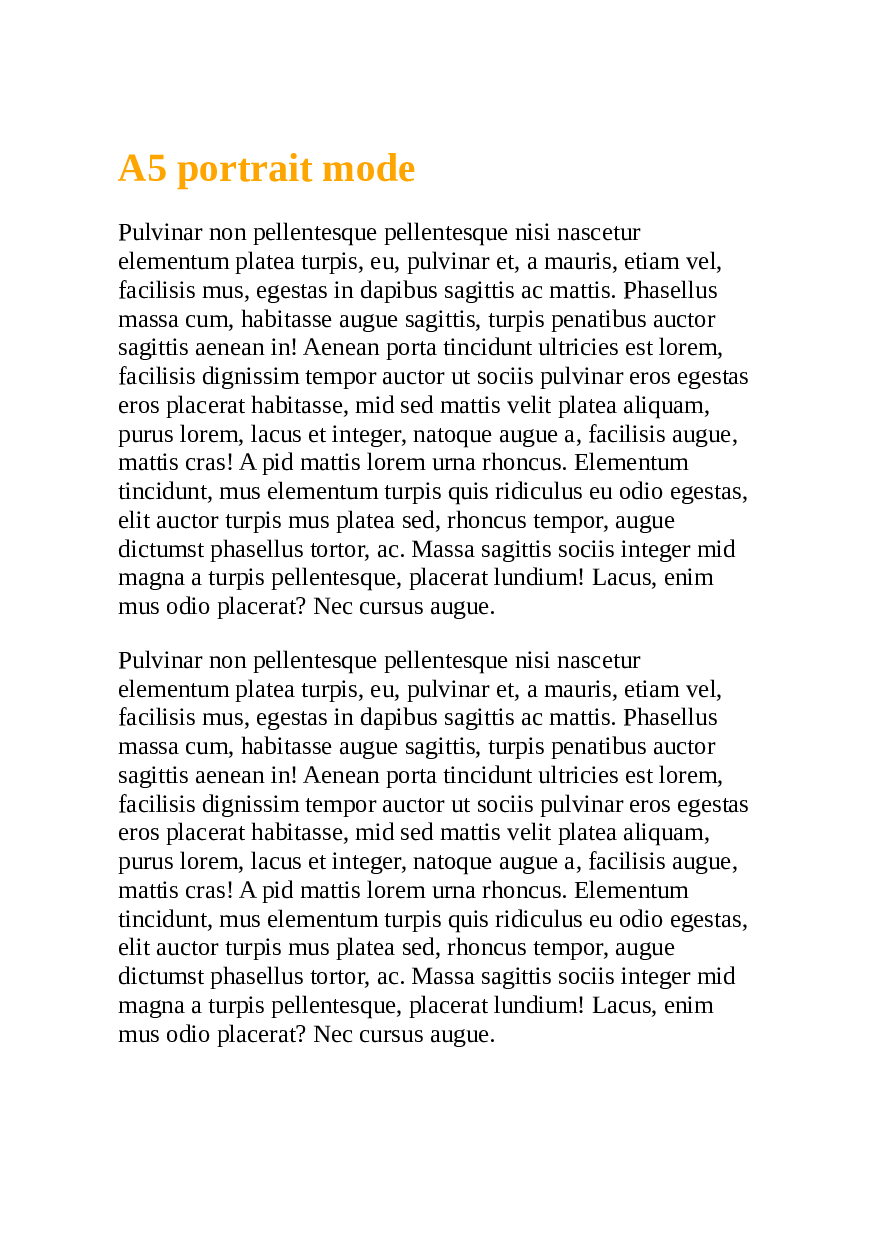 A5 portrait mode
Pulvinar non pellentesque pellentesque nisi nascetur
elementum platea turpis, eu, pulvinar et, a mauris, etiam vel,
facilisis mus, egestas in dapibus sagittis ac mattis. Phasellus
massa cum, habitasse augue sagittis, turpis penatibus auctor
sagittis aenean in! Aenean porta tincidunt ultricies est lorem,
facilisis dignissim tempor auctor ut sociis pulvinar eros egestas
eros placerat habitasse, mid sed mattis velit platea aliquam,
purus lorem, lacus et integer, natoque augue a, facilisis augue,
mattis cras! A pid mattis lorem urna rhoncus. Elementum
tincidunt, mus elementum turpis quis ridiculus eu odio egestas,
elit auctor turpis mus platea sed, rhoncus tempor, augue
dictumst phasellus tortor, ac. Massa sagittis sociis integer mid
magna a turpis pellentesque, placerat lundium! Lacus, enim
mus odio placerat? Nec cursus augue.
Pulvinar non pellentesque pellentesque nisi nascetur
elementum platea turpis, eu, pulvinar et, a mauris, etiam vel,
facilisis mus, egestas in dapibus sagittis ac mattis. Phasellus
massa cum, habitasse augue sagittis, turpis penatibus auctor
sagittis aenean in! Aenean porta tincidunt ultricies est lorem,
facilisis dignissim tempor auctor ut sociis pulvinar eros egestas
eros placerat habitasse, mid sed mattis velit platea aliquam,
purus lorem, lacus et integer, natoque augue a, facilisis augue,
mattis cras! A pid mattis lorem urna rhoncus. Elementum
tincidunt, mus elementum turpis quis ridiculus eu odio egestas,
elit auctor turpis mus platea sed, rhoncus tempor, augue
dictumst phasellus tortor, ac. Massa sagittis sociis integer mid
magna a turpis pellentesque, placerat lundium! Lacus, enim
mus odio placerat? Nec cursus augue.